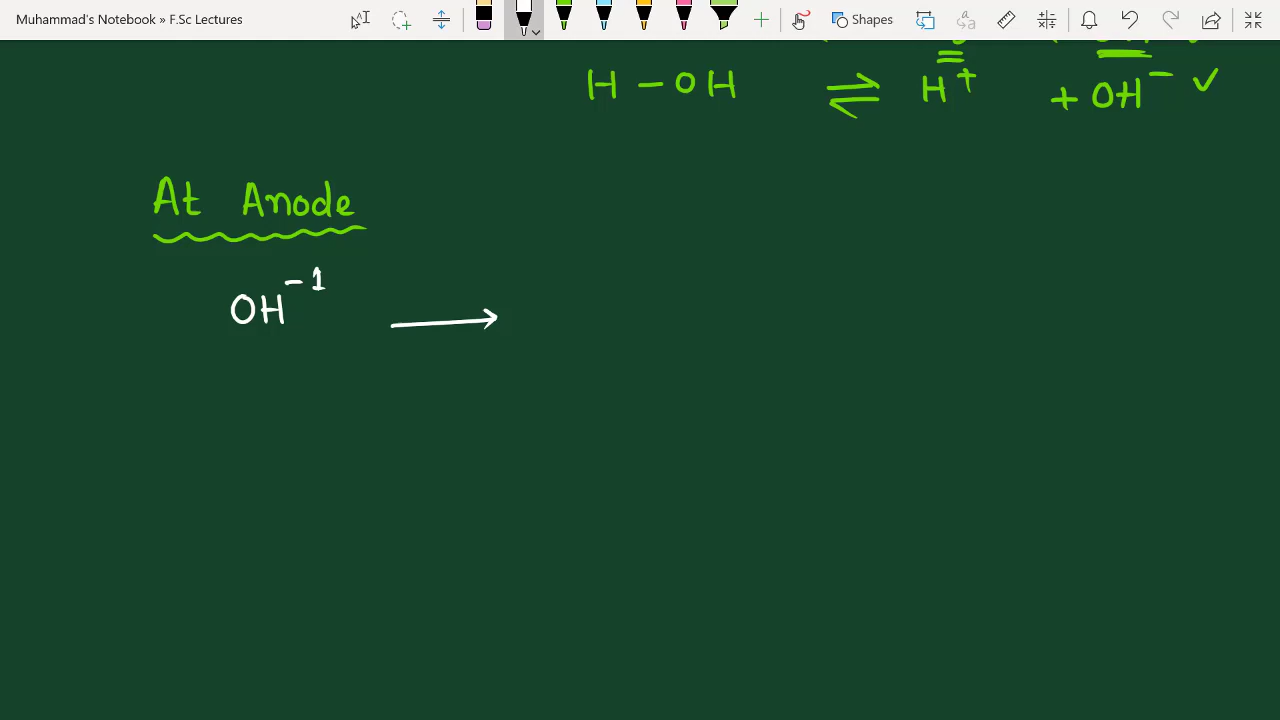 Muhammad's Notebook » F.Sc Lectures
Shapes
H - OH ⇌ H⁺ + OH⁻ ✓
At Anode
OH⁻¹ →